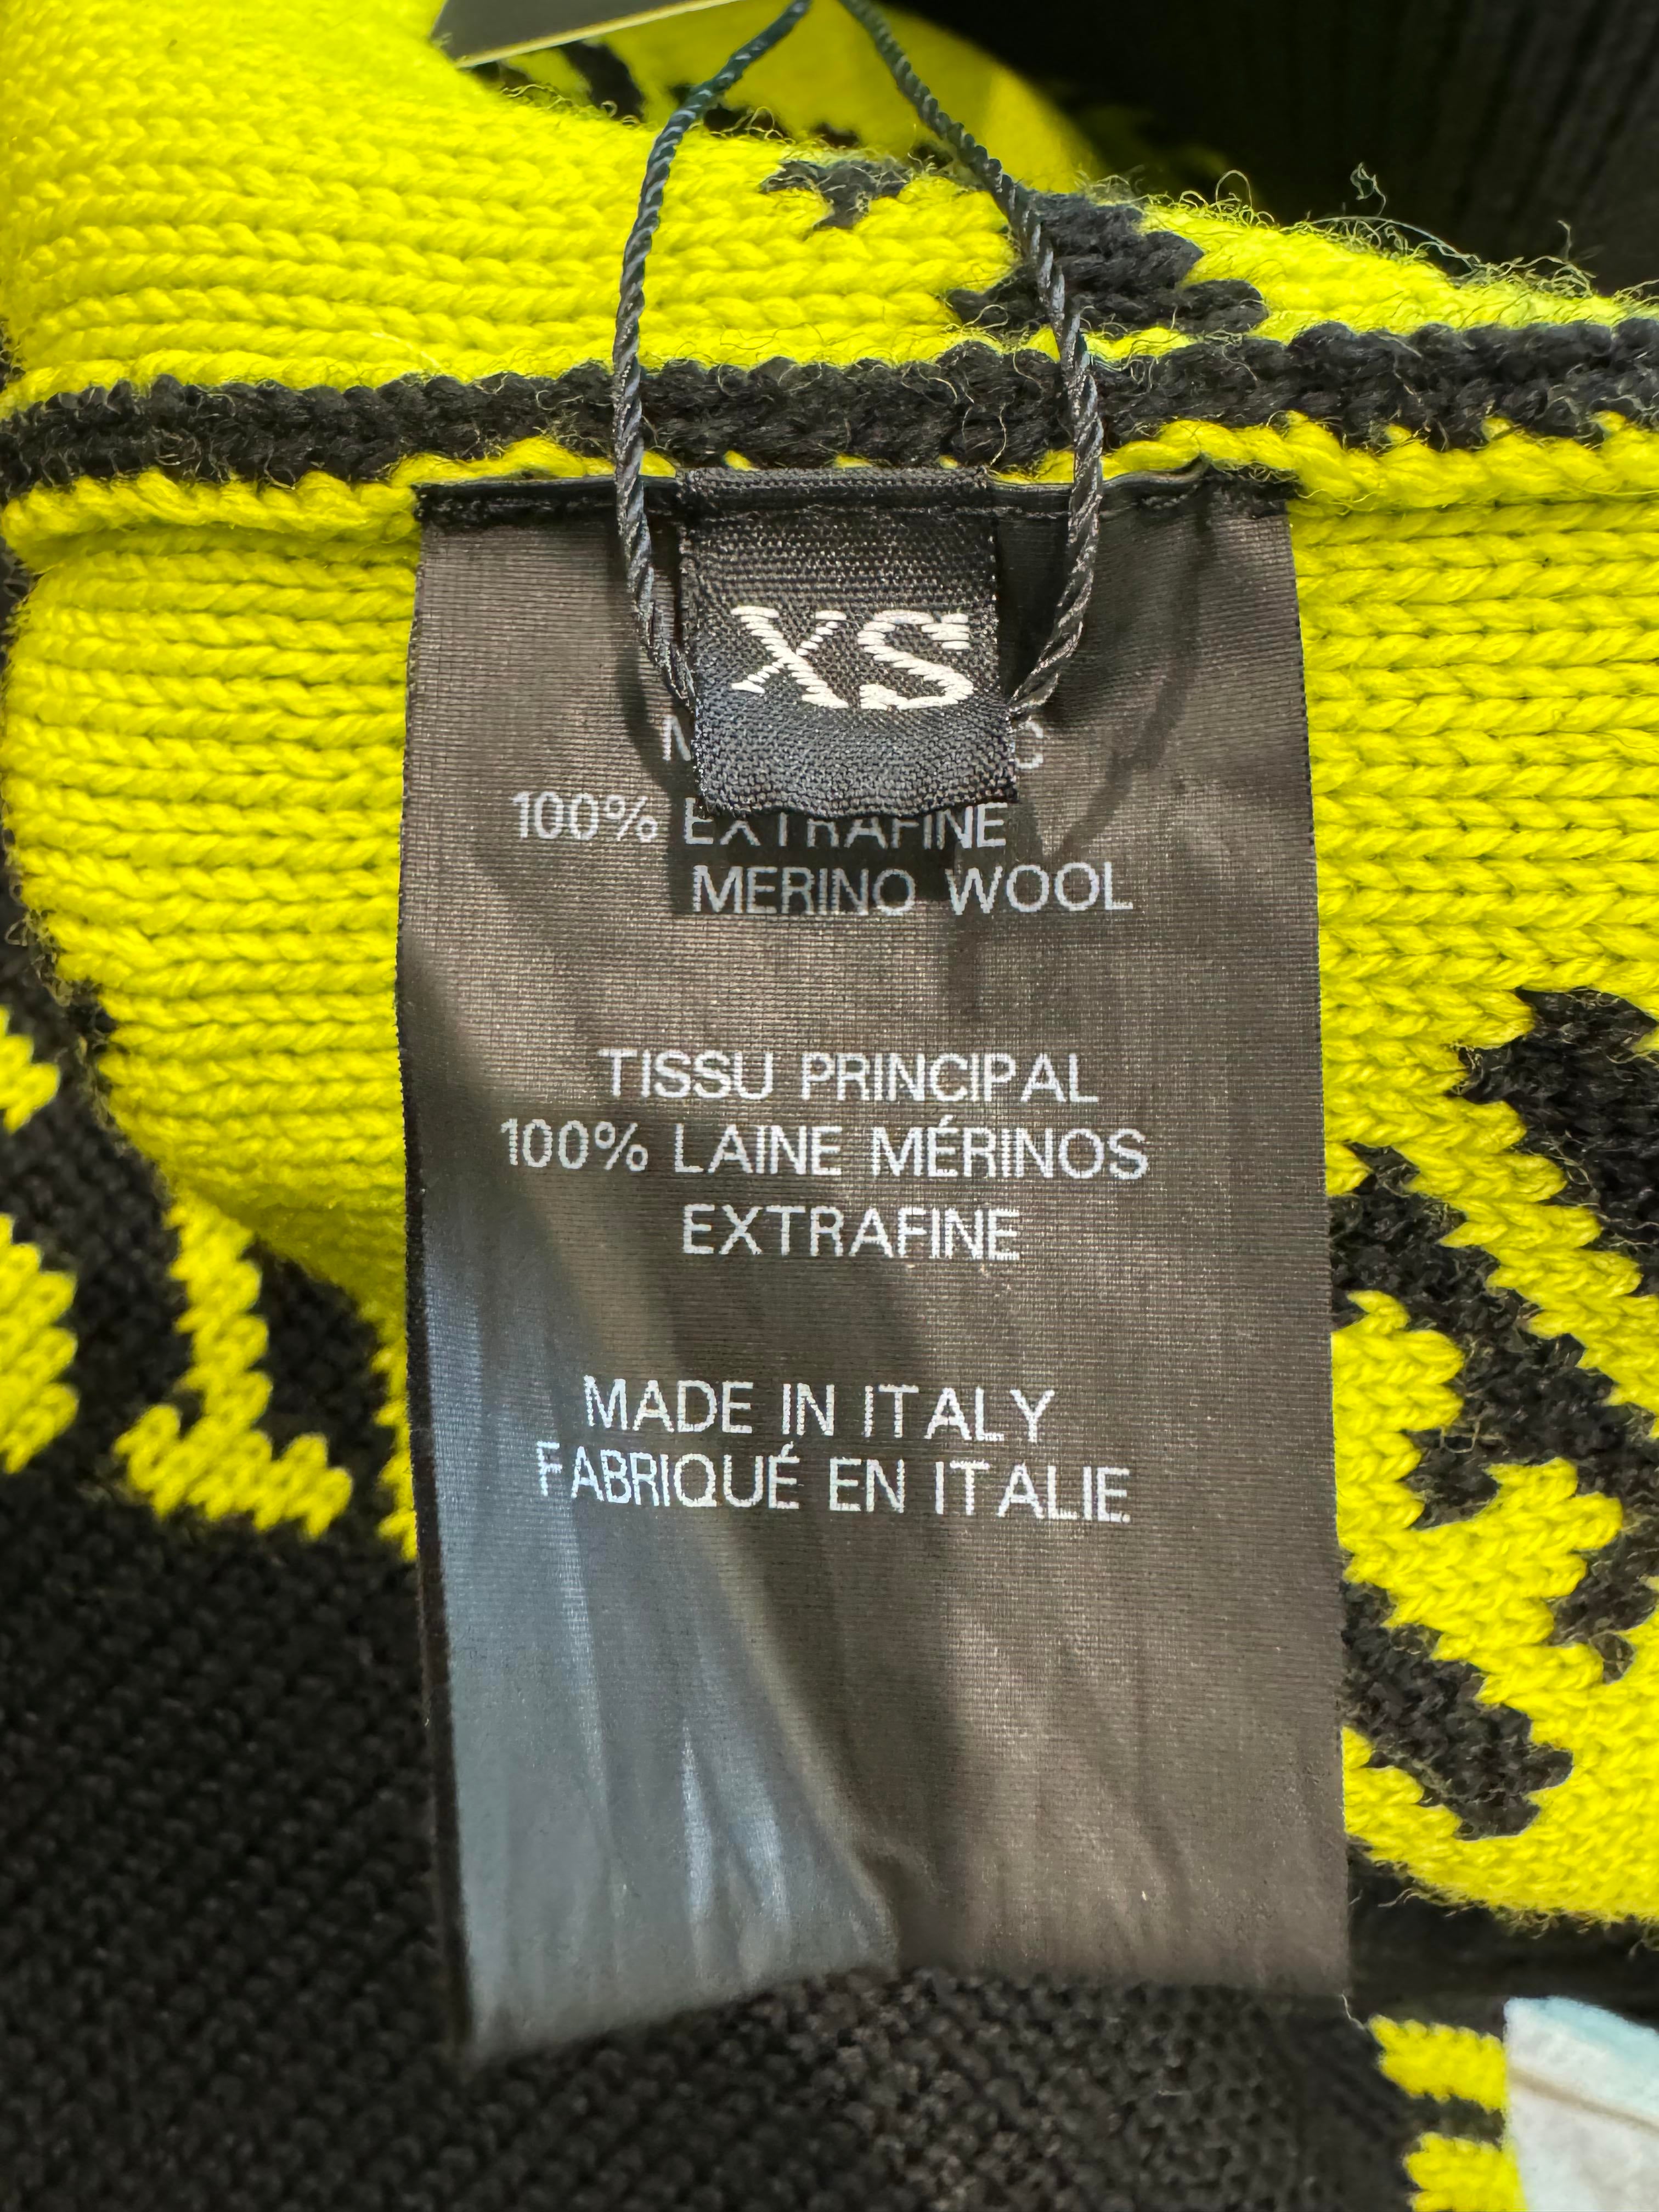 XS
100% EXTRAFINE
MERINO WOOL
TISSU PRINCIPAL
100% LAINE MÉRINOS
EXTRAFINE
MADE IN ITALY
FABRIQUÉ EN ITALIE